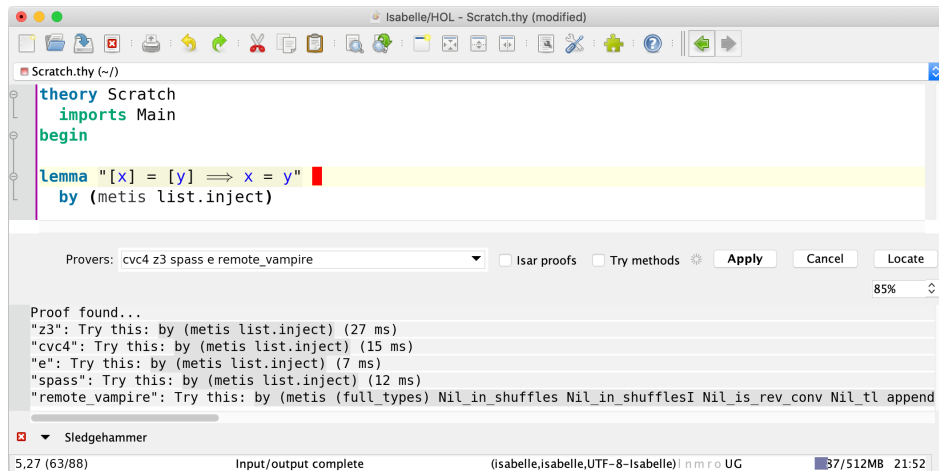 Isabelle/HOL - Scratch.thy (modified)
Scratch.thy (~/)
theory Scratch
imports Main
begin
lemma "[x] = [y] ⟹ x = y"
by (metis list.inject)
Provers: cvc4 z3 spass e remote_vampire Isar proofs Try methods Apply Cancel Locate
85%
Proof found...
"z3": Try this: by (metis list.inject) (27 ms)
"cvc4": Try this: by (metis list.inject) (15 ms)
"e": Try this: by (metis list.inject) (7 ms)
"spass": Try this: by (metis list.inject) (12 ms)
"remote_vampire": Try this: by (metis (full_types) Nil_in_shuffles Nil_in_shufflesI Nil_is_rev_conv Nil_tl append
Sledgehammer
5,27 (63/88) Input/output complete (isabelle,isabelle,UTF-8-Isabelle) l n m r o UG 37/512MB 21:52